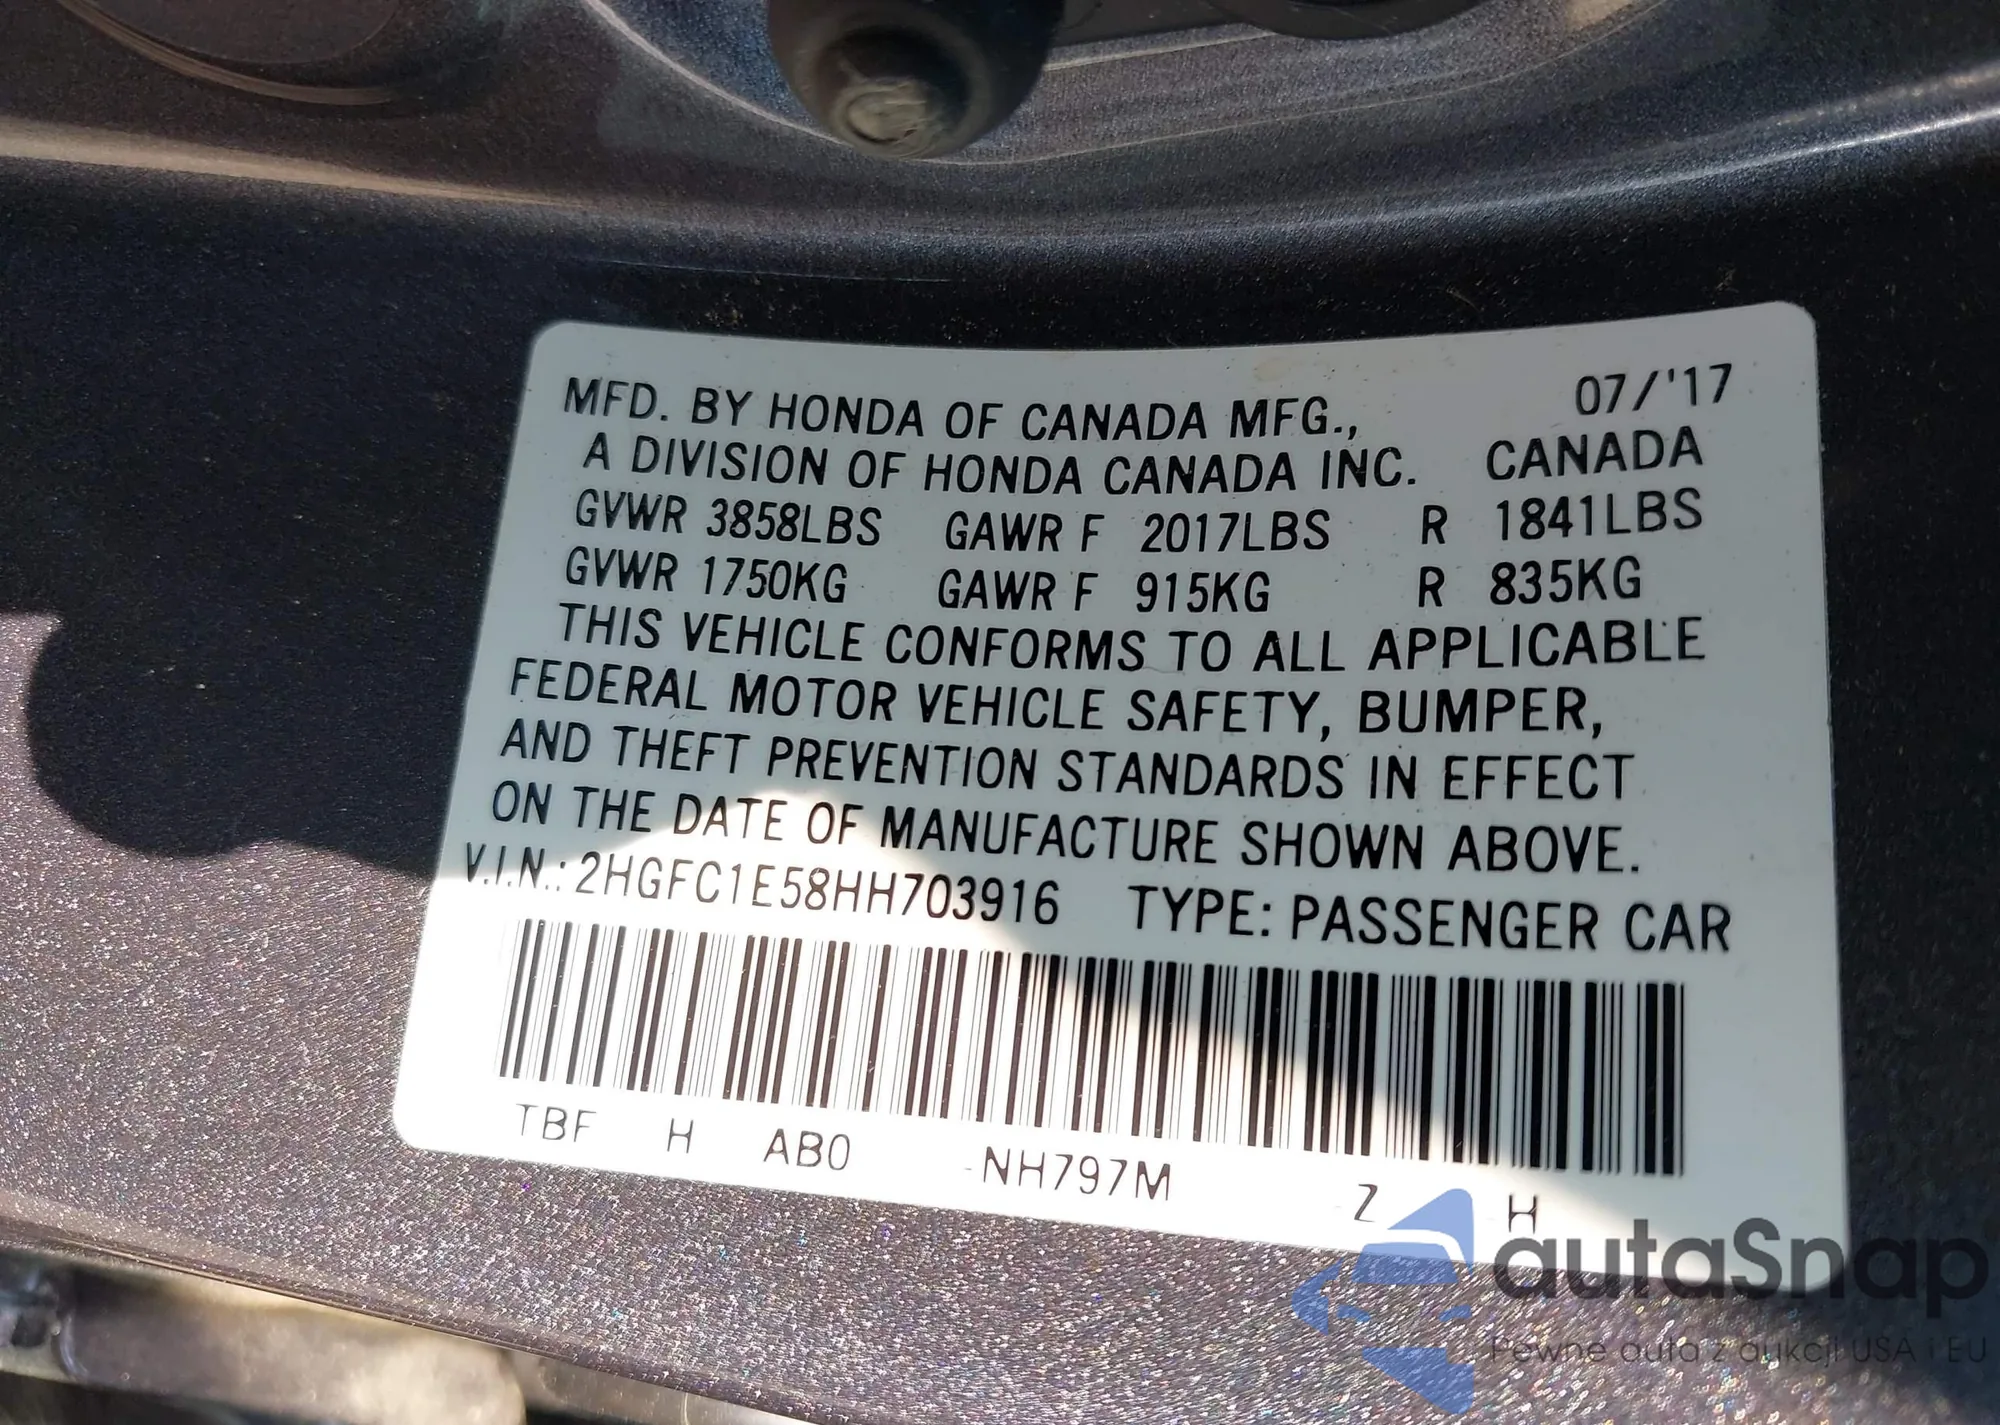 MFD. BY HONDA OF CANADA MFG., 07/'17
A DIVISION OF HONDA CANADA INC. CANADA
GVWR 3858LBS GAWR F 2017LBS R 1841LBS
GVWR 1750KG GAWR F 915KG R 835KG
THIS VEHICLE CONFORMS TO ALL APPLICABLE
FEDERAL MOTOR VEHICLE SAFETY, BUMPER,
AND THEFT PREVENTION STANDARDS IN EFFECT
ON THE DATE OF MANUFACTURE SHOWN ABOVE.
V.I.N.: 2HGFC1E58HH703916 TYPE: PASSENGER CAR
TBF H AB0 -NH797M Z H
autaSnap
Pewne auta z aukcji USA i EU